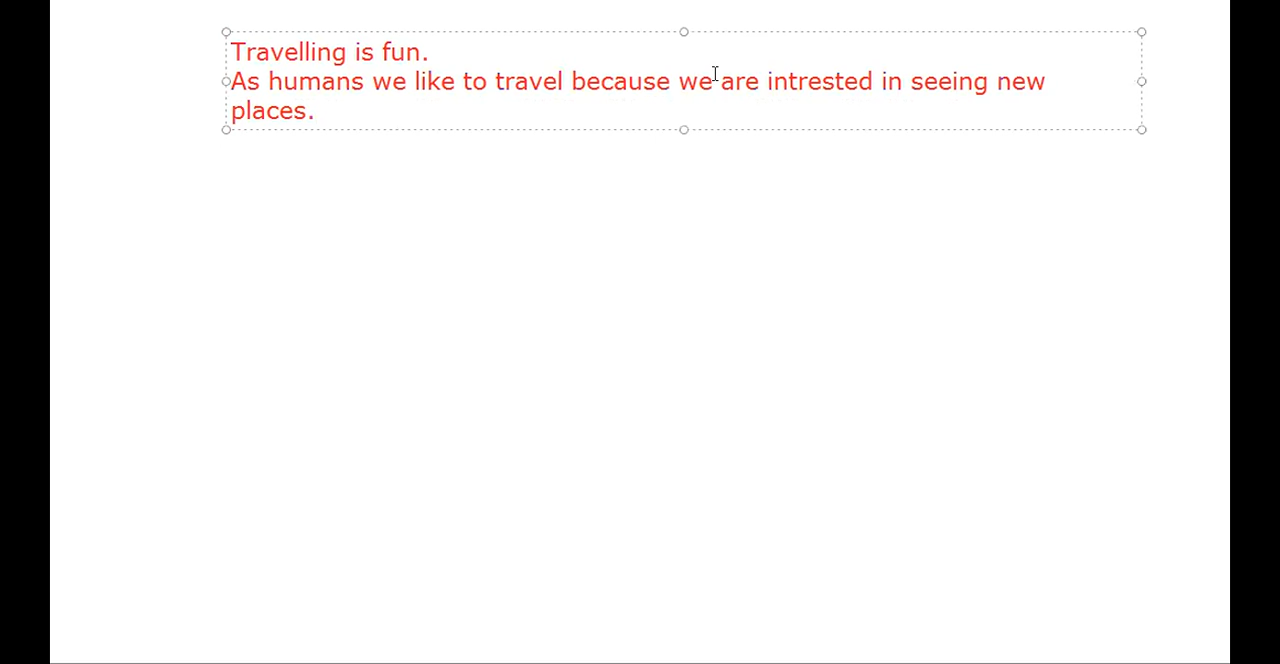 Travelling is fun.
As humans we like to travel because we are intrested in seeing new
places.